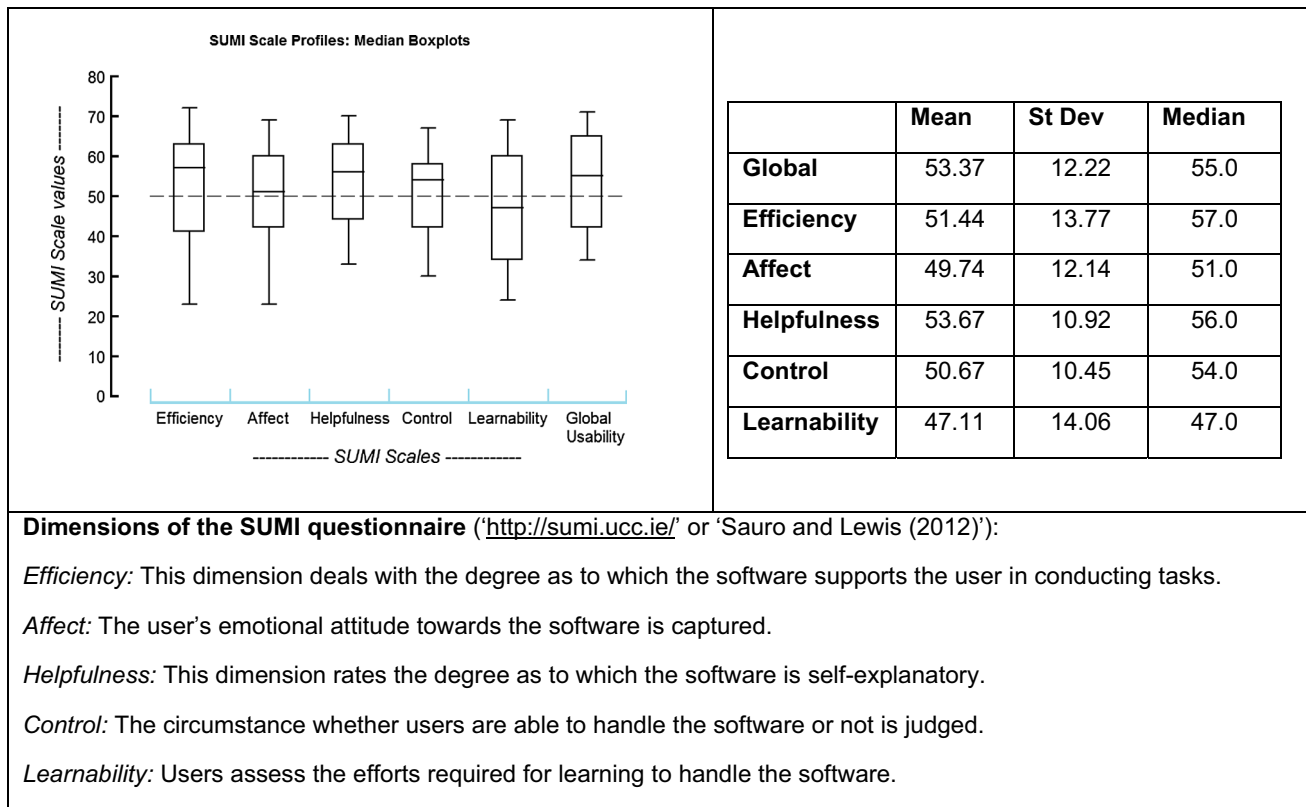 SUMI Scale Profiles: Median Boxplots
80
70
60
50
40
30
20
10
0
-------- SUMI Scale values --------
Efficiency Affect Helpfulness Control Learnability Global
Usability
------------ SUMI Scales ------------
Mean St Dev Median
Global 53.37 12.22 55.0
Efficiency 51.44 13.77 57.0
Affect 49.74 12.14 51.0
Helpfulness 53.67 10.92 56.0
Control 50.67 10.45 54.0
Learnability 47.11 14.06 47.0
Dimensions of the SUMI questionnaire ('http://sumi.ucc.ie/' or 'Sauro and Lewis (2012)'):
Efficiency: This dimension deals with the degree as to which the software supports the user in conducting tasks.
Affect: The user's emotional attitude towards the software is captured.
Helpfulness: This dimension rates the degree as to which the software is self-explanatory.
Control: The circumstance whether users are able to handle the software or not is judged.
Learnability: Users assess the efforts required for learning to handle the software.